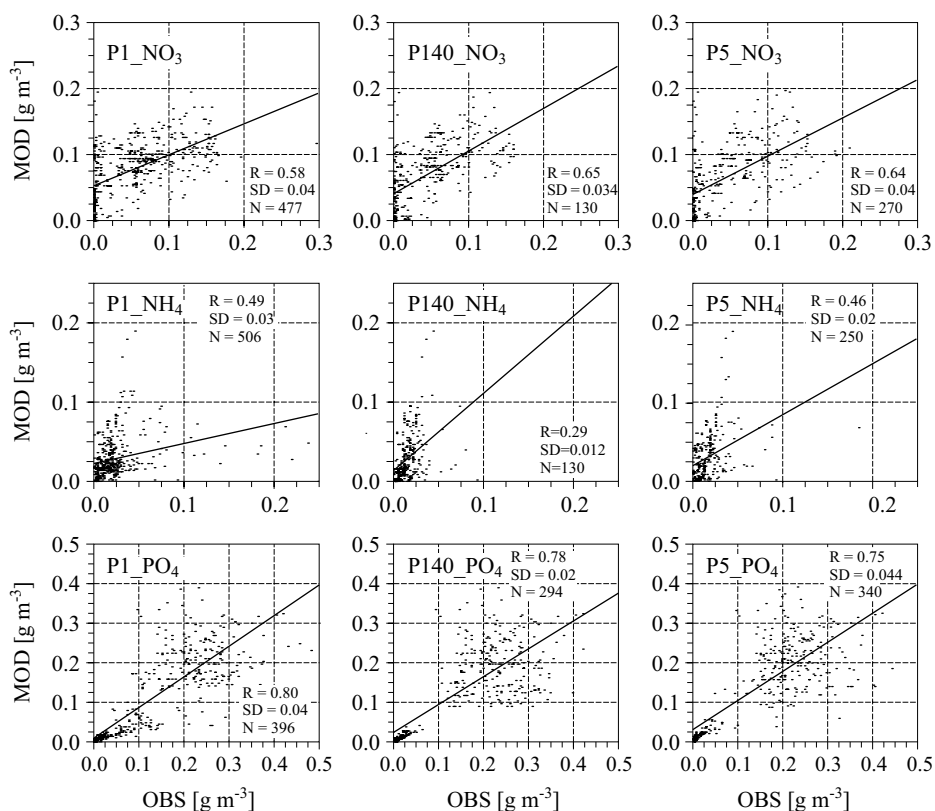 0.3 0.3 0.3
P1_NO₃ P140_NO₃ P5_NO₃
0.2 0.2 0.2
MOD [g m⁻³]
0.1 0.1 0.1
R = 0.58 R = 0.65 R = 0.64
SD = 0.04 SD = 0.034 SD = 0.04
N = 477 N = 130 N = 270
0.0 0.0 0.0
0.0 0.1 0.2 0.3 0.0 0.1 0.2 0.3 0.0 0.1 0.2 0.3
P1_NH₄ P140_NH₄ P5_NH₄
R = 0.49 R = 0.46
SD = 0.03 SD = 0.02
N = 506 N = 250
0.2 0.2 0.2
MOD [g m⁻³]
0.1 0.1 0.1
R=0.29
SD=0.012
N=130
0.0 0.0 0.0
0.0 0.1 0.2 0.0 0.1 0.2 0.0 0.1 0.2
0.5 0.5 0.5
P1_PO₄ P140_PO₄ P5_PO₄
R = 0.78 R = 0.75
SD = 0.02 SD = 0.044
N = 294 N = 340
0.4 0.4 0.4
0.3 0.3 0.3
MOD [g m⁻³]
0.2 0.2 0.2
R = 0.80
SD = 0.04
N = 396
0.1 0.1 0.1
0.0 0.0 0.0
0.0 0.1 0.2 0.3 0.4 0.5 0.0 0.1 0.2 0.3 0.4 0.5 0.0 0.1 0.2 0.3 0.4 0.5
OBS [g m⁻³] OBS [g m⁻³] OBS [g m⁻³]